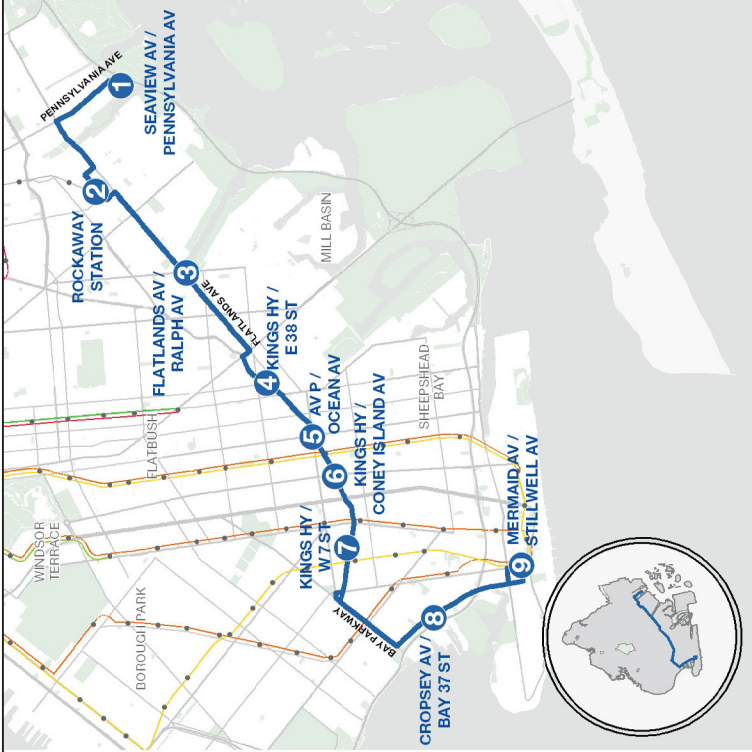 PENNSYLVANIA AVE
1
SEAVIEW AV /
PENNSYLVANIA AV
2
ROCKAWAY
STATION
3
FLATLANDS AV /
RALPH AV
FLATLANDS AVE
MILL BASIN
4
KINGS HY /
E 38 ST
5
AV P /
OCEAN AV
6
KINGS HY /
CONEY ISLAND AV
FLATBUSH
SHEEPSHEAD
BAY
WINDSOR
TERRACE
7
KINGS HY /
W 7 ST
BOROUGH PARK
BAY PARKWAY
8
CROPSEY AV /
BAY 37 ST
9
MERMAID AV /
STILLWELL AV